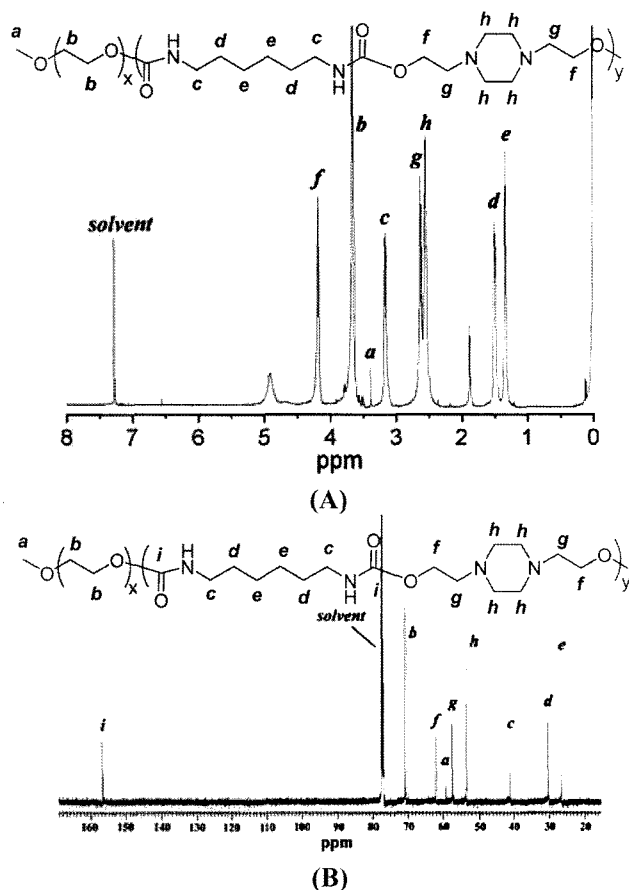 a b h h g
O O N H d e c O f N
b x O c e d N H O g N f O y
h h
b h
g e
f d
solvent c
a
8 7 6 5 4 3 2 1 0
ppm
(A)
a b i H d e c O f h h g
O O N N O
b x O c e d N H i O g N f y
h h
solvent b h e
i f g d
a c
160 150 140 130 120 110 100 90 80 70 60 50 40 30 20
ppm
(B)